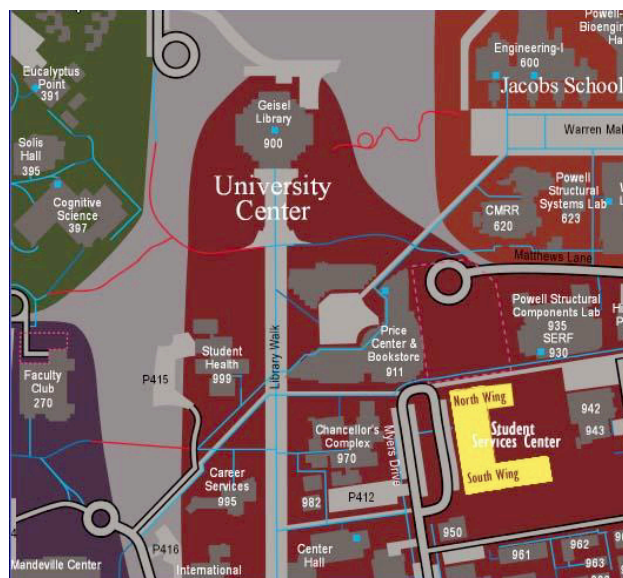 Eucalyptus
Point
391
Engineering-I
600
Powell-
Bioengin
Ha
Jacobs School
Geisel
Library
900
Solis
Hall
395
Cognitive
Science
397
Warren Mal
University
Center
Powell
Structural
Systems Lab
623
CMRR
620
Matthews Lane
Library Walk
Powell Structural
Components Lab
935
SERF
930
Price
Center &
Bookstore
911
Student
Health
999
P415
Faculty
Club
270
North Wing
Student
Services Center
South Wing
942
943
Chancellor's
Complex
970
Myers Drive
Career
Services
995
982
P412
950
P416
Center
Hall
961
962
963
Mandeville Center
International